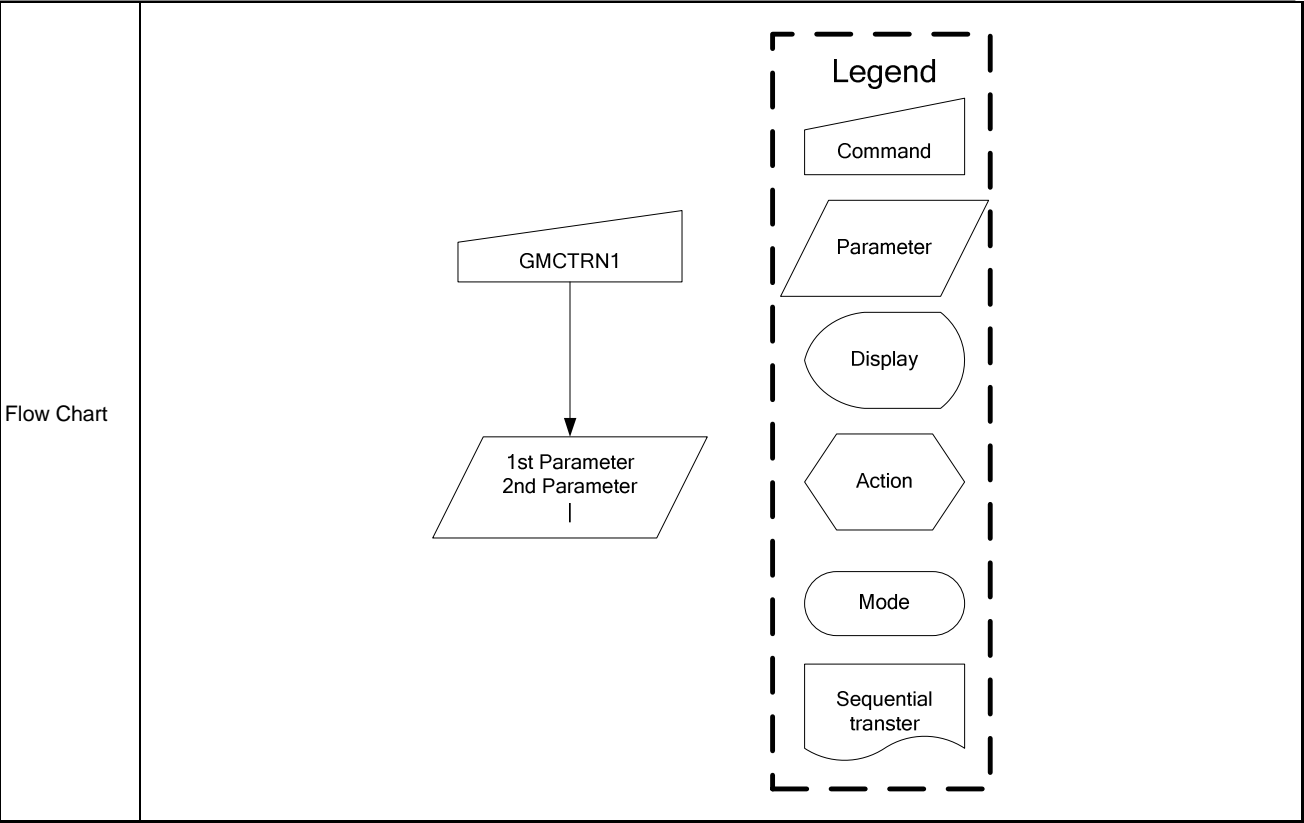 Flow Chart
GMCTRN1
1st Parameter
2nd Parameter
|
Legend
Command
Parameter
Display
Action
Mode
Sequential
transter